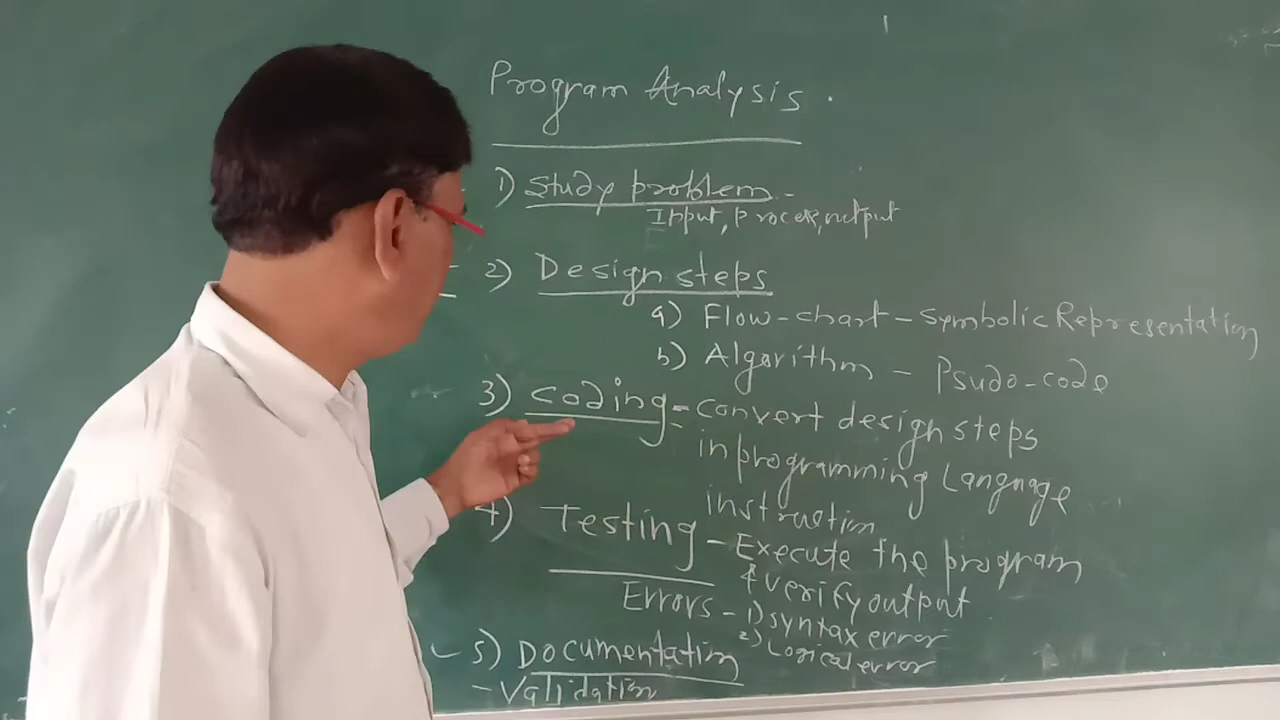 Program Analysis.
1) Study problem -
Input, process, output
2) Design steps
a) Flow-chart - Symbolic Representation
b) Algorithm - Psudo-code
3) Coding - convert design steps
in programming Language
instruction
4) Testing - Execute the program
& verify output
Errors - 1) syntax error
2) Logical error
5) Documentation
- Validation